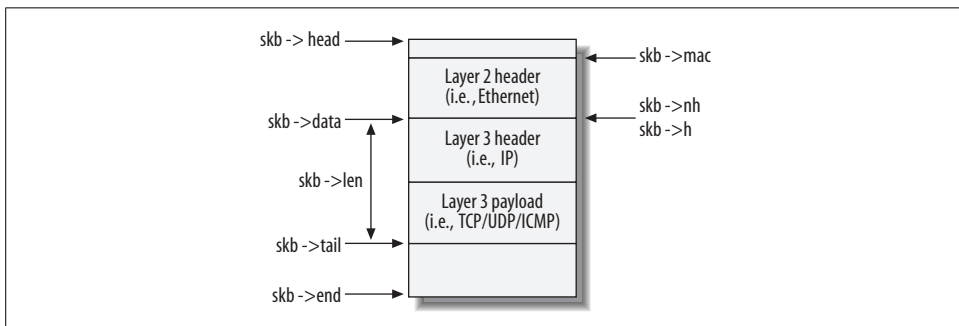 skb -> head
skb ->mac
Layer 2 header
(i.e., Ethernet)
skb ->data
skb ->nh
skb ->h
Layer 3 header
(i.e., IP)
skb ->len
Layer 3 payload
(i.e., TCP/UDP/ICMP)
skb ->tail
skb ->end